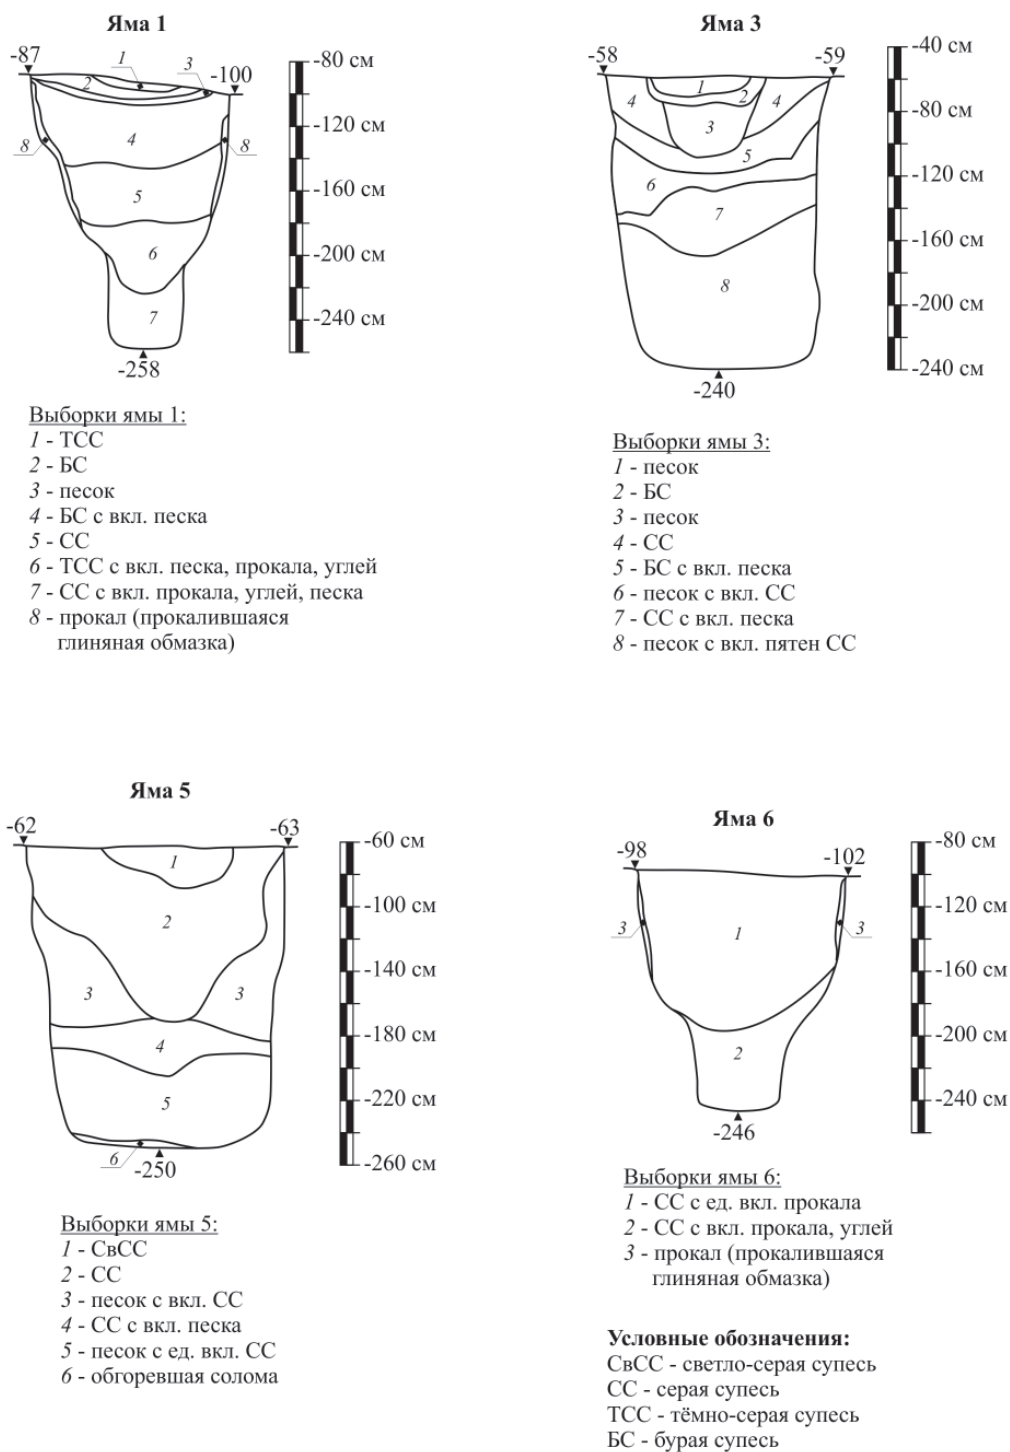 Яма 1
-87
1
3
-100
2
8
4
8
5
6
7
-258
-80 см
-120 см
-160 см
-200 см
-240 см
Выборки ямы 1:
1 - ТСС
2 - БС
3 - песок
4 - БС с вкл. песка
5 - СС
6 - ТСС с вкл. песка, прокала, углей
7 - СС с вкл. прокала, углей, песка
8 - прокал (прокалившаяся
глиняная обмазка)
Яма 3
-58
-59
1
2
4
4
3
5
6
7
8
-240
-40 см
-80 см
-120 см
-160 см
-200 см
-240 см
Выборки ямы 3:
1 - песок
2 - БС
3 - песок
4 - СС
5 - БС с вкл. песка
6 - песок с вкл. СС
7 - СС с вкл. песка
8 - песок с вкл. пятен СС
Яма 5
-62
-63
1
2
3
3
4
5
6
-250
-60 см
-100 см
-140 см
-180 см
-220 см
-260 см
Выборки ямы 5:
1 - СвСС
2 - СС
3 - песок с вкл. СС
4 - СС с вкл. песка
5 - песок с ед. вкл. СС
6 - обгоревшая солома
Яма 6
-98
-102
3
1
3
2
-246
-80 см
-120 см
-160 см
-200 см
-240 см
Выборки ямы 6:
1 - СС с ед. вкл. прокала
2 - СС с вкл. прокала, углей
3 - прокал (прокалившаяся
глиняная обмазка)
Условные обозначения:
СвСС - светло-серая супесь
СС - серая супесь
ТСС - тёмно-серая супесь
БС - бурая супесь